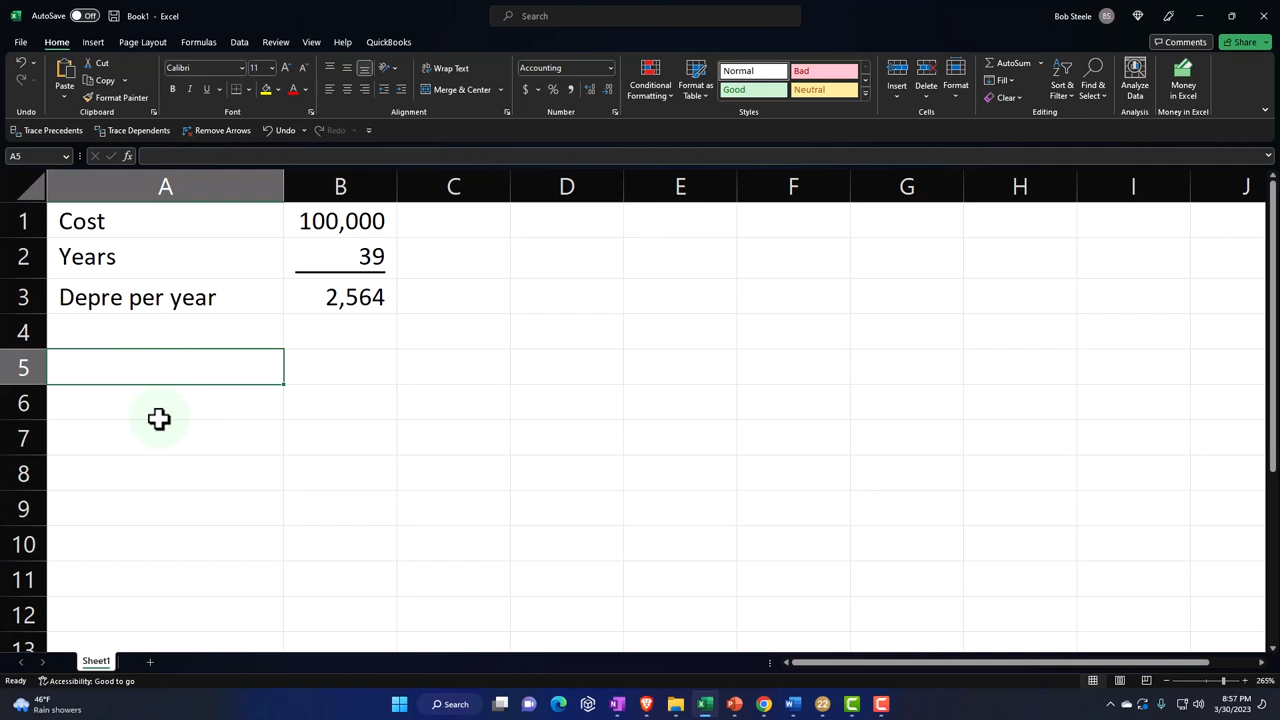 AutoSave Off Book1 - Excel Search Bob Steele BS
File Home Insert Page Layout Formulas Data Review View Help QuickBooks Comments Share
Cut
Copy
Format Painter
Paste
Undo
Clipboard
Calibri 11
B I U
Font
Wrap Text
Merge & Center
Alignment
Accounting
$ % 9
Number
Conditional Formatting
Format as Table
Normal Bad
Good Neutral
Styles
Insert Delete Format
Cells
AutoSum
Fill
Clear
Sort & Filter
Find & Select
Editing
Analyze Data
Analysis
Money in Excel
Money in Excel
Trace Precedents Trace Dependents Remove Arrows Undo Redo
A5 fx
A B C D E F G H I J
1 Cost 100,000
2 Years 39
3 Depre per year 2,564
4
5
6
7
8
9
10
11
12
13
Sheet1
Ready Accessibility: Good to go 265%
46°F
Rain showers
Search
22
8:57 PM
3/30/2023